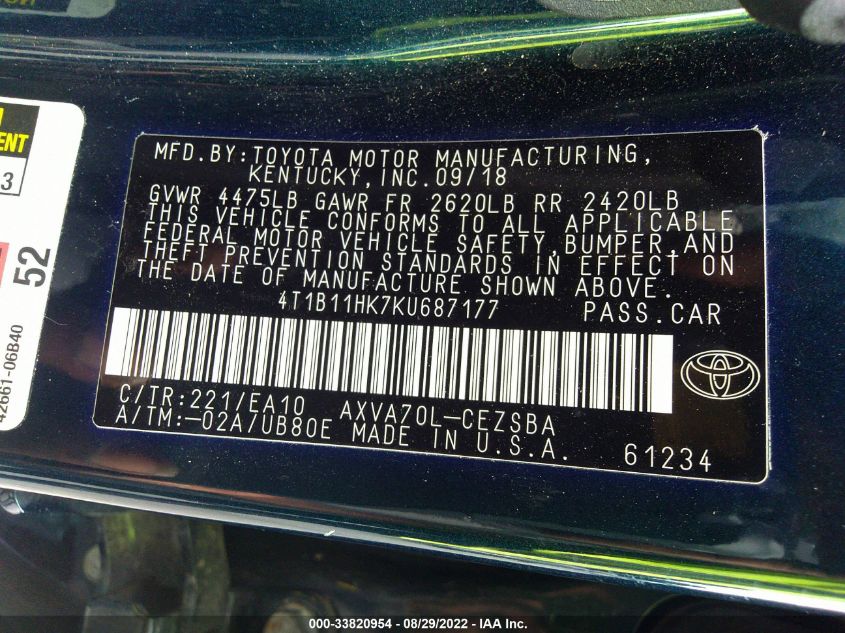 ENT
3
52
42661-06B40
MFD.BY:TOYOTA MOTOR MANUFACTURING,
KENTUCKY,INC.09/18
GVWR 4475LB GAWR FR 2620LB RR 2420LB
THIS VEHICLE CONFORMS TO ALL APPLICABLE
FEDERAL MOTOR VEHICLE SAFETY,BUMPER,AND
THEFT PREVENTION STANDARDS IN EFFECT ON
THE DATE OF MANUFACTURE SHOWN ABOVE.
4T1B11HK7KU687177 PASS.CAR
C/TR:221/EA10 AXVA70L-CEZSBA
A/TM:-02A/UB80E MADE IN U.S.A. 61234
000-33820954 - 08/29/2022 - IAAI Inc.